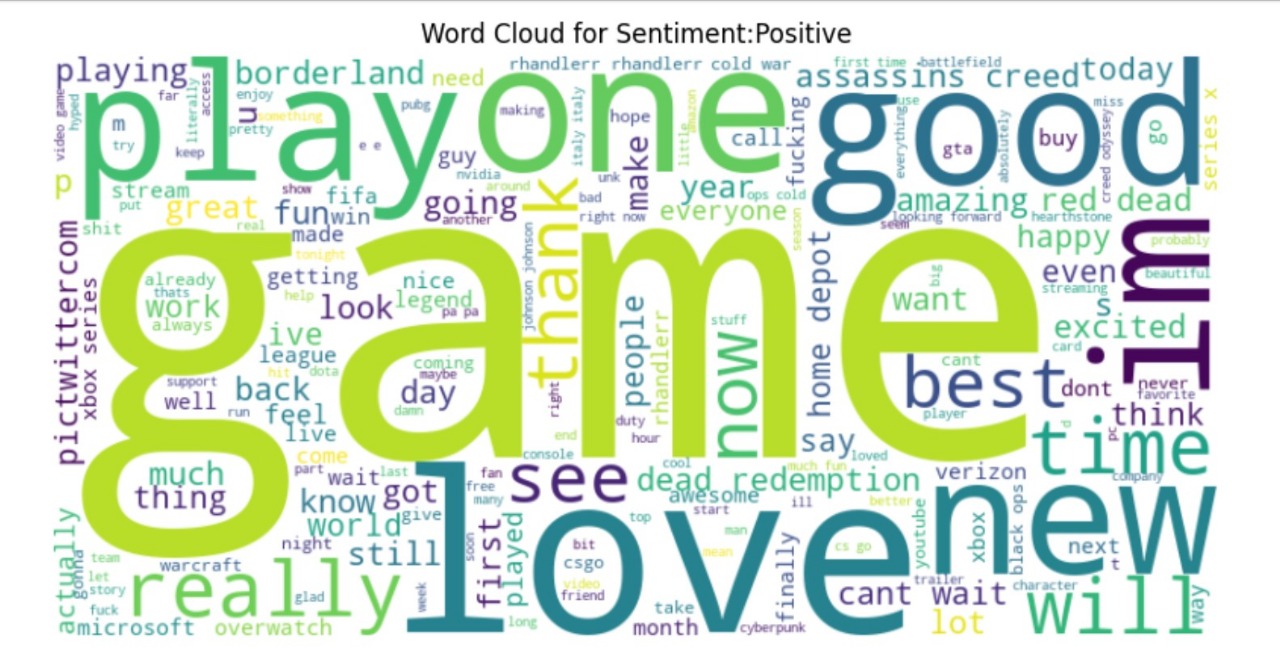 Word Cloud for Sentiment:Positive
playing
borderland
need
rhandlerr rhandlerr
cold war
first time
battlefield
assassins creed
today
video game
hyped
far
literally
access
enjoy
u
something
pretty
pubg
play
one
making
italy italy
hope
little
amazon
call
fucking
good
use
everything
gta
absolutely
buy
miss
creed odyssey
go
series x
m
try
keep
e e
guy
nvidia
around
unk
make
p
stream
put
show
fifa
great
fun
win
real
going
another
bad
right now
year
ops cold
everyone
season
amazing
red dead
looking forward
hearthstone
seem
shit
made
tonight
happy
probably
pictwittercom
xbox series
game
already
thats
work
always
getting
help
look
nice
legend
pa pa
johnson johnson
thank
people
rhandlerr
stuff
now
home depot
big
want
even
beautiful
streaming
s
im
excited
card
ive
league
hit
dota
coming
maybe
day
damn
cant
best
player
dont
never
favorite
support
well
back
run
feel
live
right
duty
hour
end
think
pc
d
time
come
console
say
loved
much
thing
part
wait
last
got
fan
free
many
see
cool
dead redemption
much fun
verizon
company
awesome
know
world
give
start
ill
better
new
actually
gonna
night
still
soon
first
played
top
man
mean
love
bit
csgo
video
friend
finally
cs go
youtube
xbox
black ops
next
t
team
let
story
warcraft
really
glad
week
fuck
microsoft
overwatch
long
take
month
cyberpunk
cant wait
trailer
character
lot
will
way